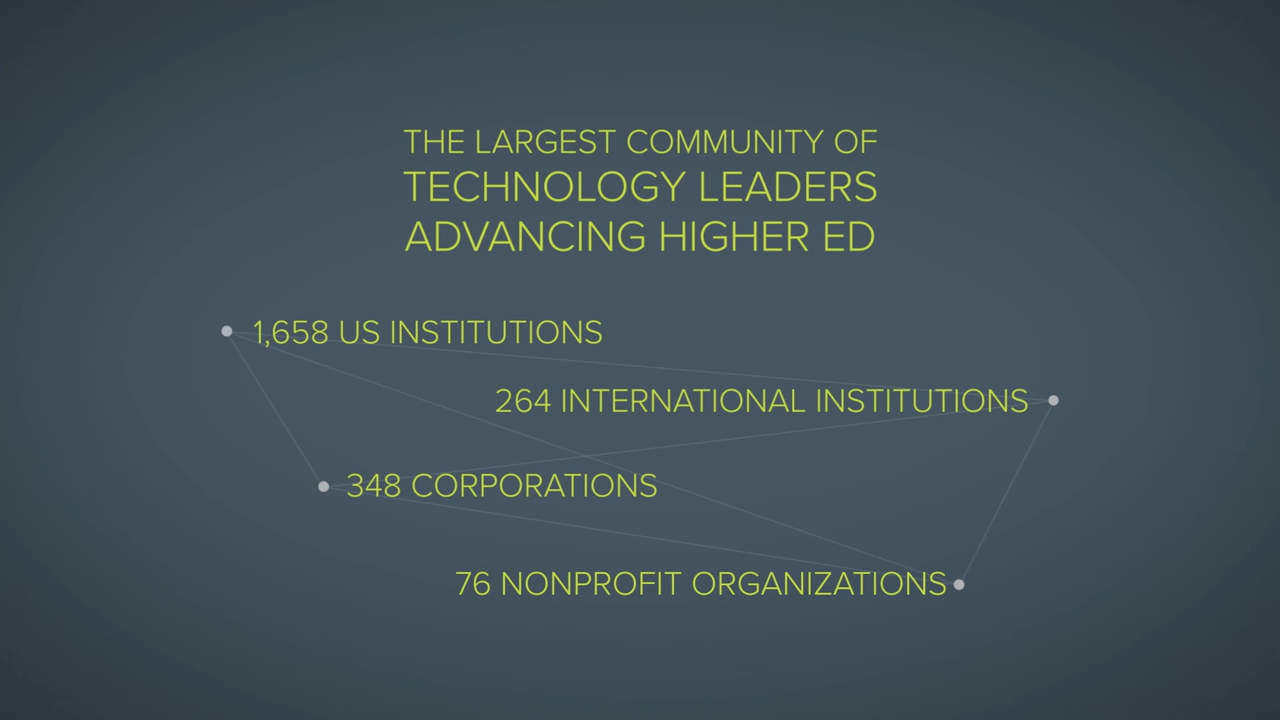 THE LARGEST COMMUNITY OF
TECHNOLOGY LEADERS
ADVANCING HIGHER ED
1,658 US INSTITUTIONS
264 INTERNATIONAL INSTITUTIONS
348 CORPORATIONS
76 NONPROFIT ORGANIZATIONS